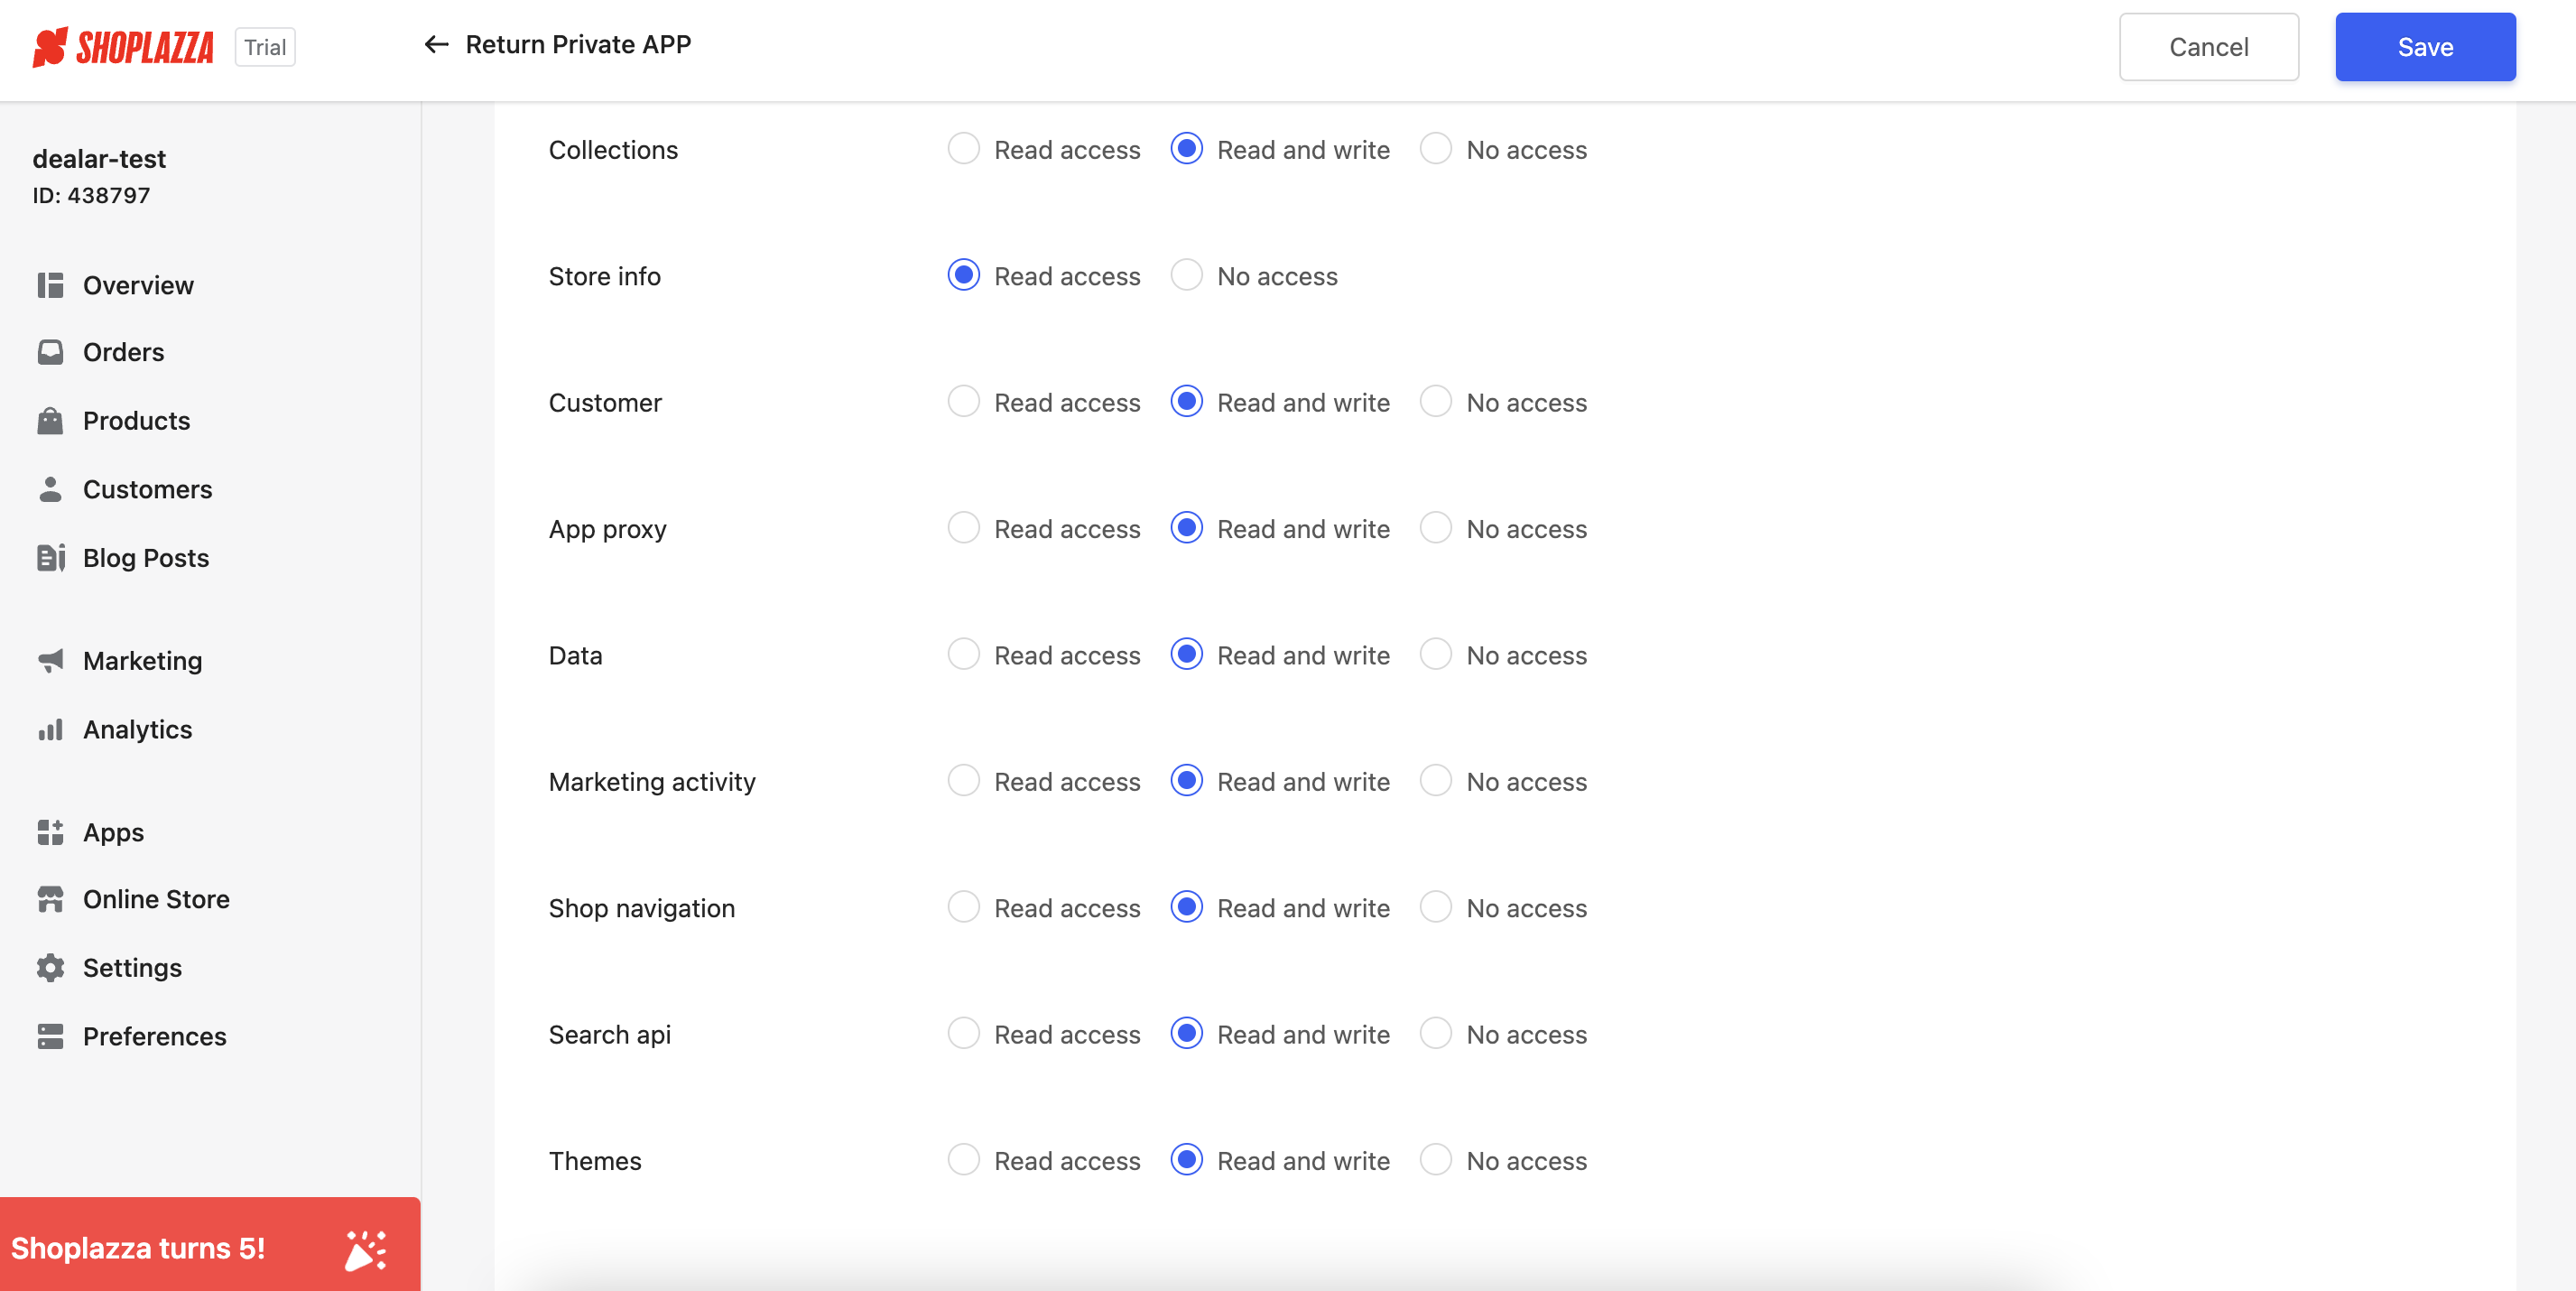 SHOPLAZZA Trial
← Return Private APP
Cancel
Save
dealar-test
ID: 438797
Overview
Orders
Products
Customers
Blog Posts
Marketing
Analytics
Apps
Online Store
Settings
Preferences
Shoplazza turns 5!
Collections Read access Read and write No access
Store info Read access No access
Customer Read access Read and write No access
App proxy Read access Read and write No access
Data Read access Read and write No access
Marketing activity Read access Read and write No access
Shop navigation Read access Read and write No access
Search api Read access Read and write No access
Themes Read access Read and write No access